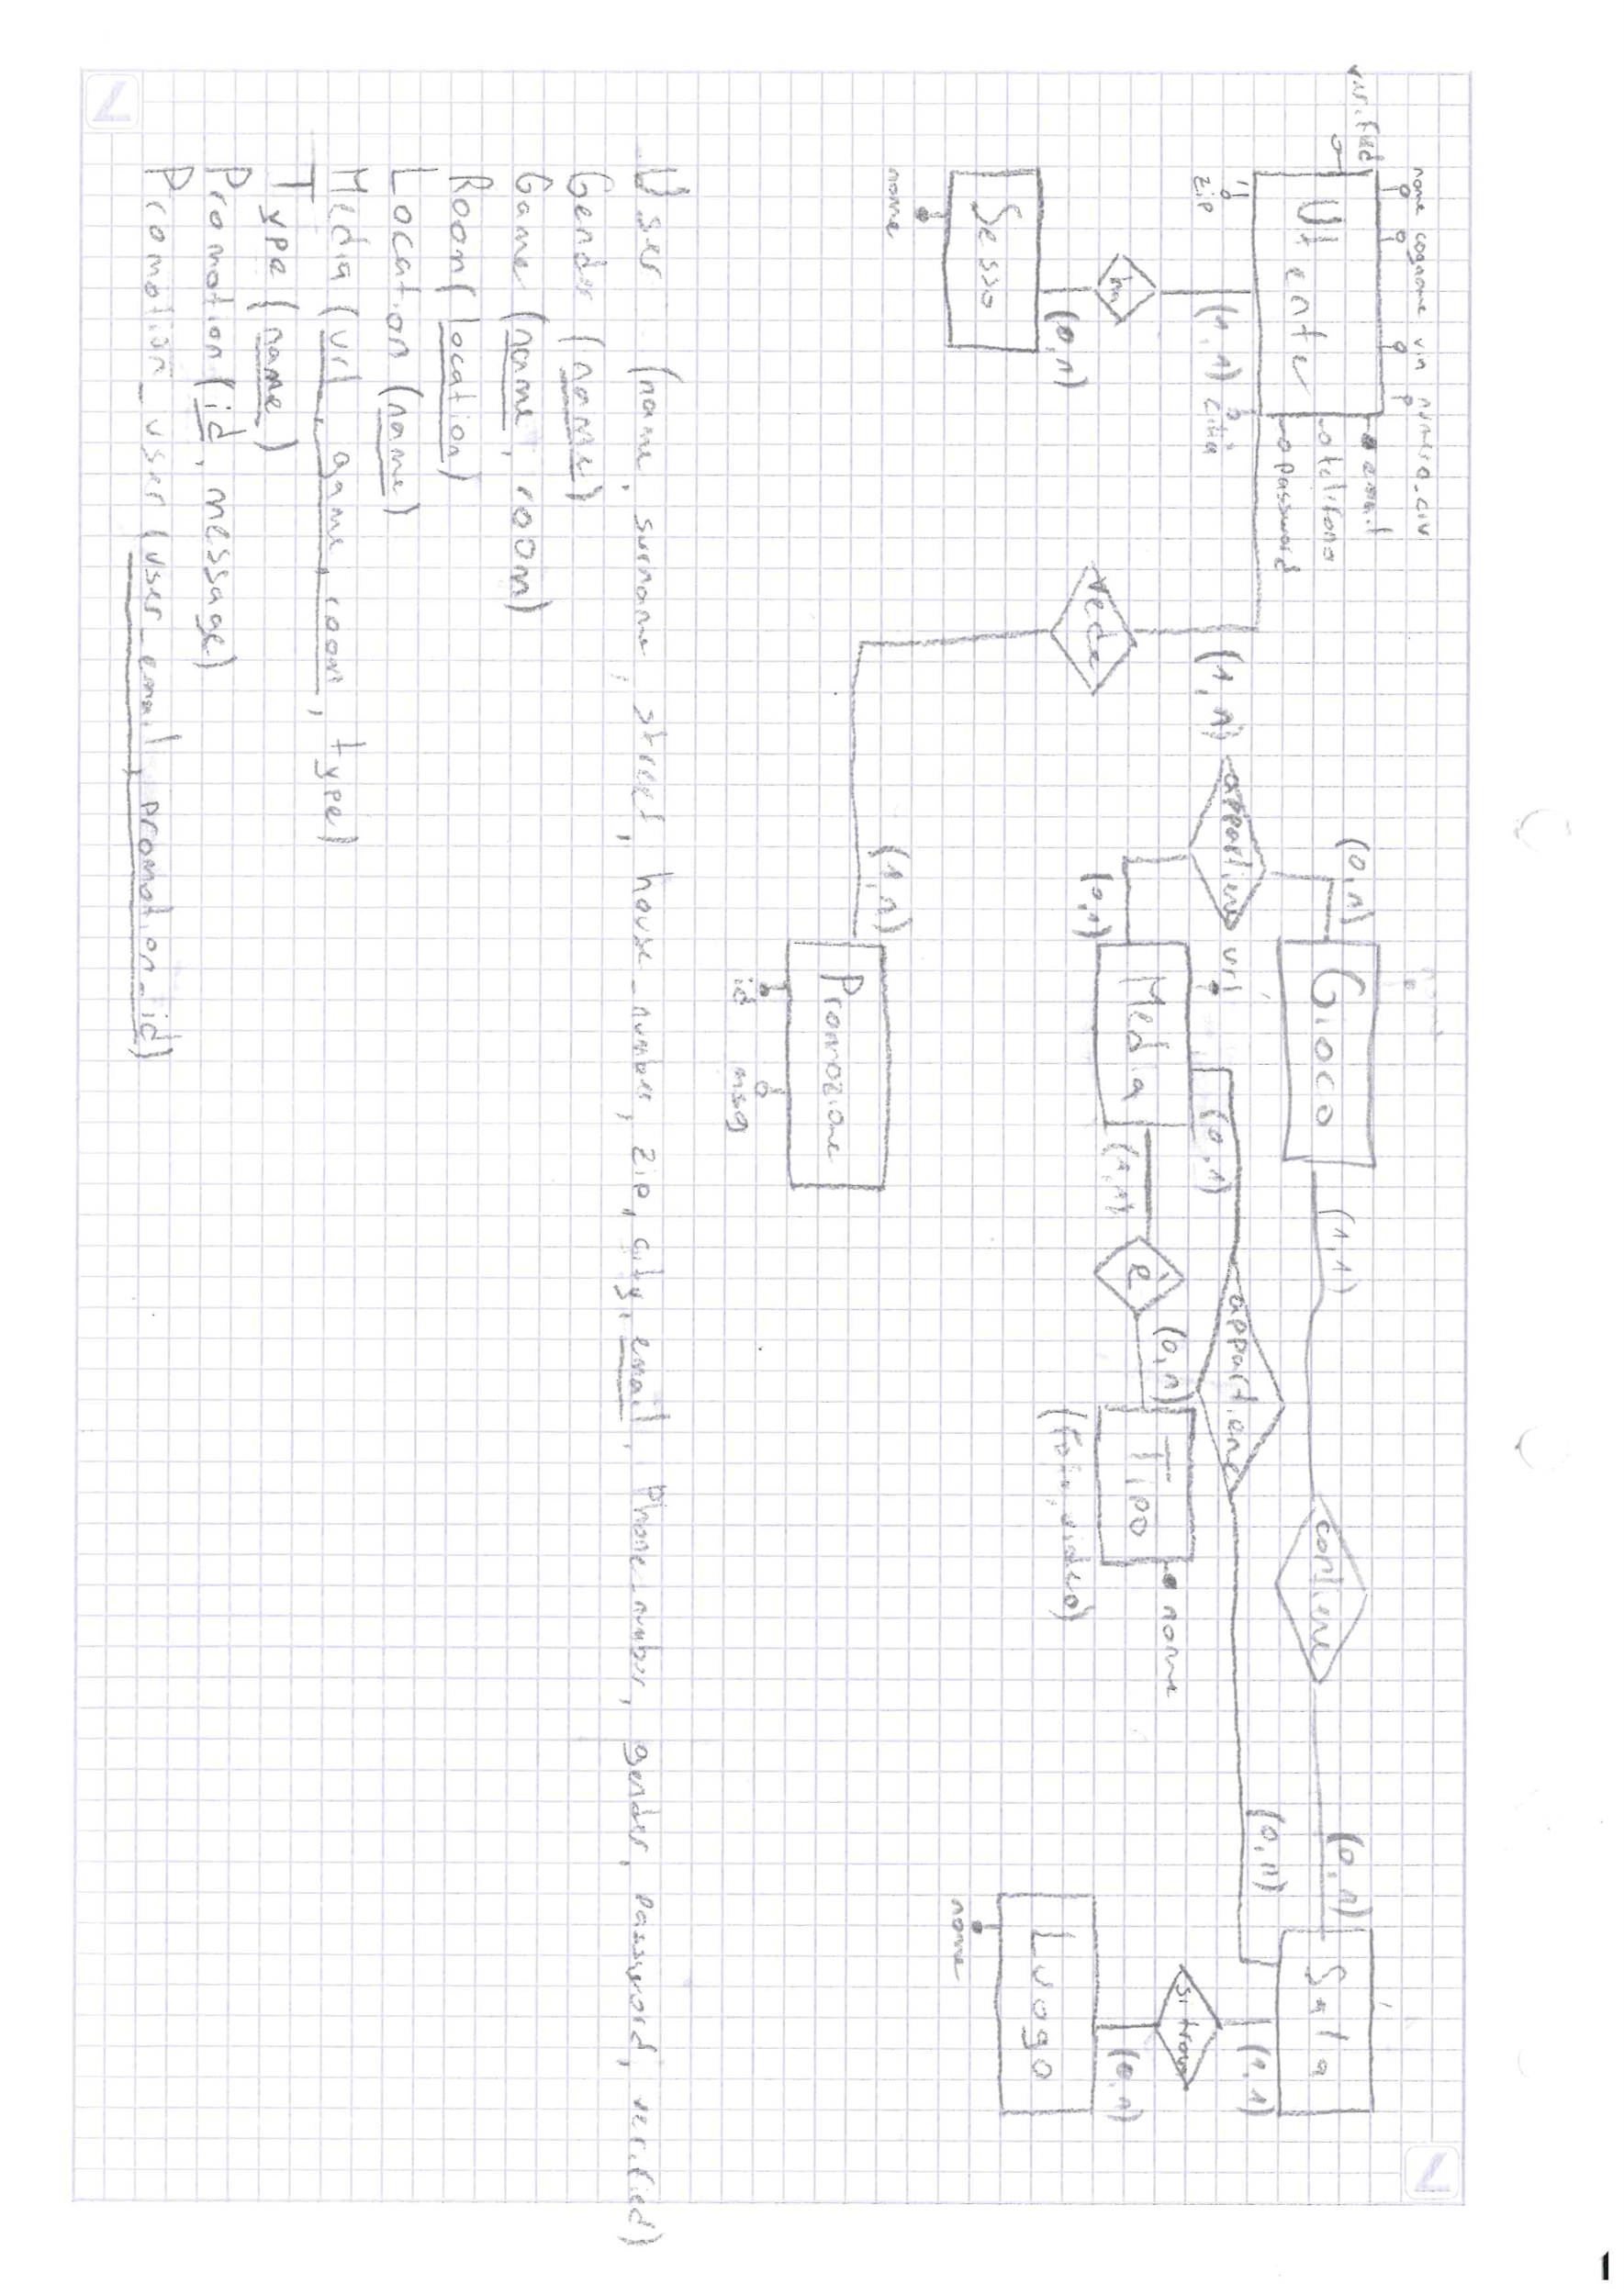 verified
nome cognome via numero_civ
email
telefono
password
Utente
zip
città
(1,1)
ha
(0,n)
Sesso
nome
(1,n)
vede
(1,n)
Promozione
id
msg
(0,n)
Gioco
(1,1)
contiene
(0,n)
Sala
appartiene
url
(0,1)
Media
(0,1)
appartiene
(0,n)
(1,1)
è
(0,n)
Tipo
nome
(foto, video)
(1,1)
si trova
(0,n)
Luogo
nome
User (name, surname, street, house_number, zip, city, email, Phone_number, gender, password, verified)
Gender (name)
Game (name, room)
Room (location)
Location (name)
Media (url, game, room, type)
Type (name)
Promotion (id, message)
Promotion_user (user_email, promotion_id)
1